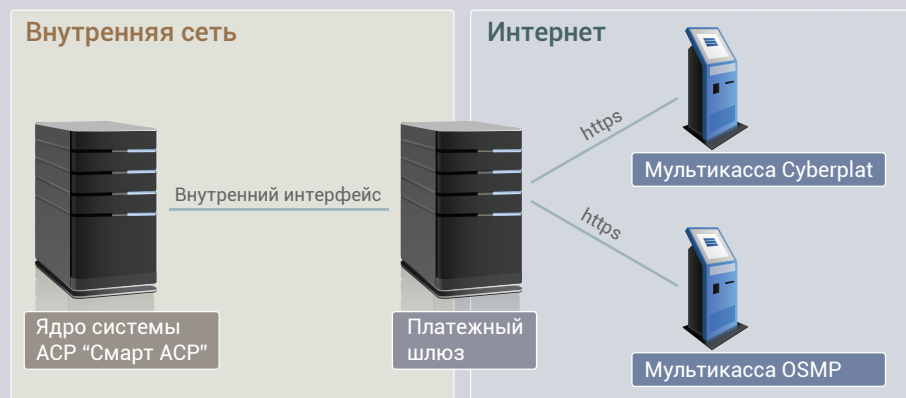 Внутренняя сеть
Интернет
https
Мультикасса Cyberplat
Внутренний интерфейс
https
Ядро системы
АСР “Смарт АСР”
Платежный
шлюз
Мультикасса OSMP